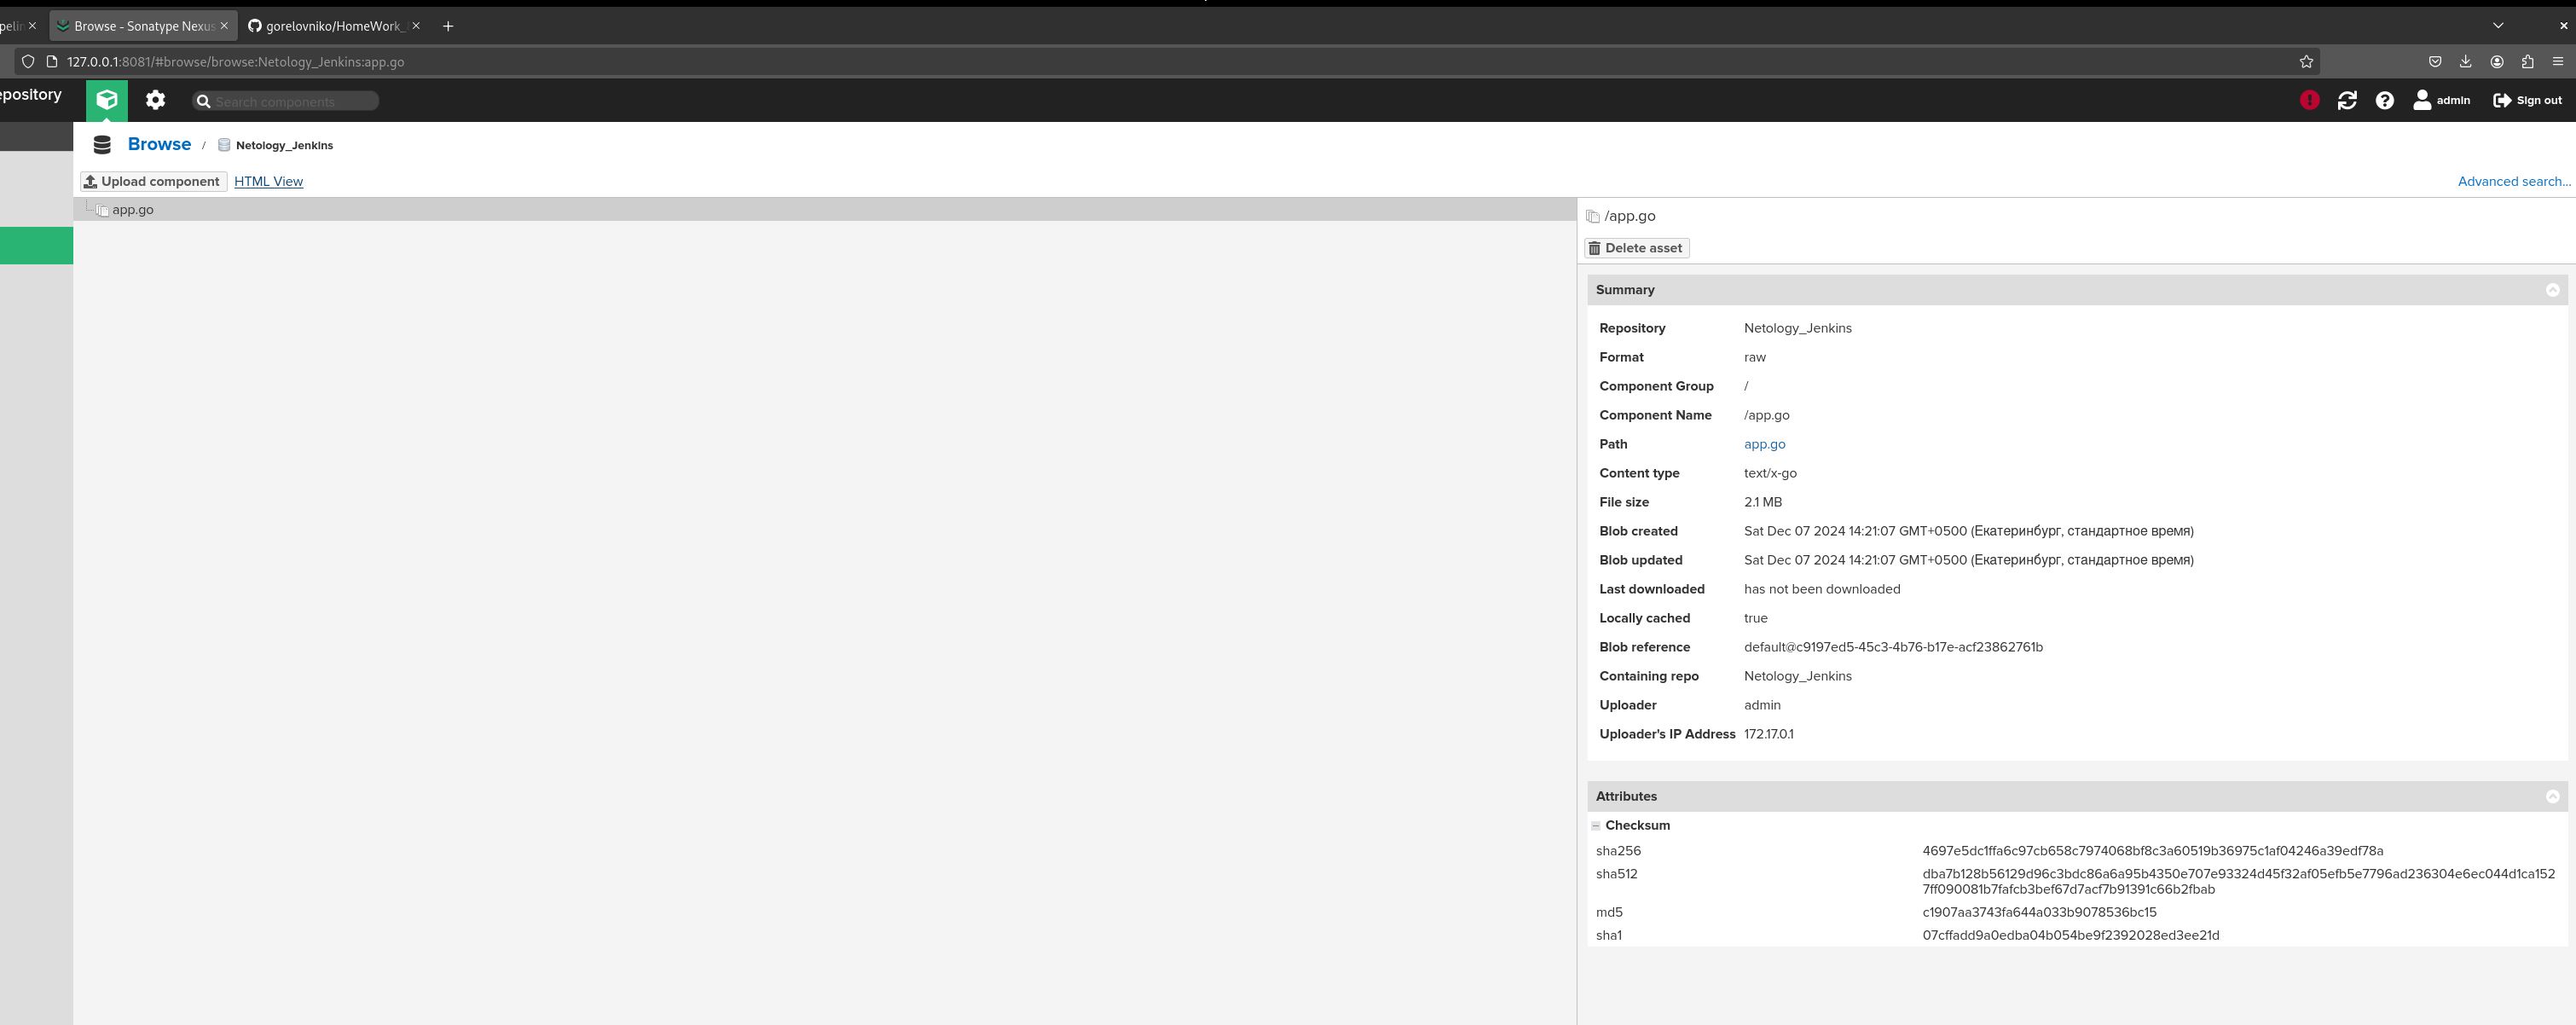 Browse - Sonatype Nexus
gorelovniko/HomeWork_
127.0.0.1:8081/#browse/browse:Netology_Jenkins:app.go
epository
Search components
admin
Sign out
Browse / Netology_Jenkins
Upload component HTML View
Advanced search...
app.go
/app.go
Delete asset
Summary
Repository Netology_Jenkins
Format raw
Component Group /
Component Name /app.go
Path app.go
Content type text/x-go
File size 2.1 MB
Blob created Sat Dec 07 2024 14:21:07 GMT+0500 (Екатеринбург, стандартное время)
Blob updated Sat Dec 07 2024 14:21:07 GMT+0500 (Екатеринбург, стандартное время)
Last downloaded has not been downloaded
Locally cached true
Blob reference default@c9197ed5-45c3-4b76-b17e-acf23862761b
Containing repo Netology_Jenkins
Uploader admin
Uploader's IP Address 172.17.0.1
Attributes
Checksum
sha256 4697e5dc1ffa6c97cb658c7974068bf8c3a60519b36975c1af04246a39edf78a
sha512 dba7b128b56129d96c3bdc86a6a95b4350e707e93324d45f32af05efb5e7796ad236304e6ec044d1ca152
7ff090081b7fafcb3bef67d7acf7b91391c66b2fbab
md5 c1907aa3743fa644a033b9078536bc15
sha1 07cffadd9a0edba04b054be9f2392028ed3ee21d